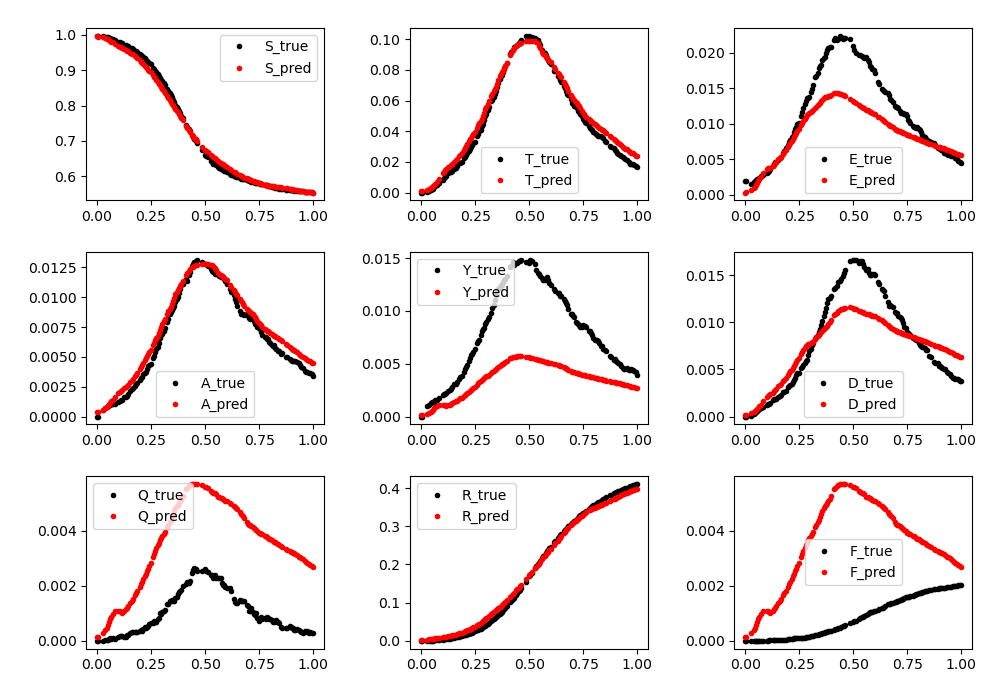 1.0
0.9
0.8
0.7
0.6
S_true
S_pred
0.00 0.25 0.50 0.75 1.00
0.10
0.08
0.06
0.04
0.02
0.00
T_true
T_pred
0.00 0.25 0.50 0.75 1.00
0.020
0.015
0.010
0.005
0.000
E_true
E_pred
0.00 0.25 0.50 0.75 1.00
0.0125
0.0100
0.0075
0.0050
0.0025
0.0000
A_true
A_pred
0.00 0.25 0.50 0.75 1.00
0.015
0.010
0.005
0.000
Y_true
Y_pred
0.00 0.25 0.50 0.75 1.00
0.015
0.010
0.005
0.000
D_true
D_pred
0.00 0.25 0.50 0.75 1.00
0.004
0.002
0.000
Q_true
Q_pred
0.00 0.25 0.50 0.75 1.00
0.4
0.3
0.2
0.1
0.0
R_true
R_pred
0.00 0.25 0.50 0.75 1.00
0.004
0.002
0.000
F_true
F_pred
0.00 0.25 0.50 0.75 1.00